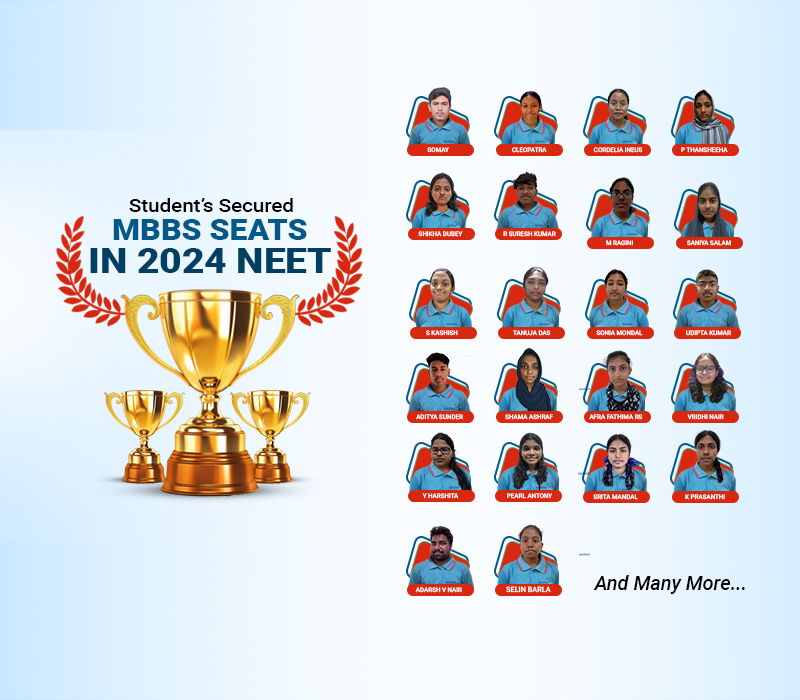 Student's Secured
MBBS SEATS
IN 2024 NEET
SOMAY
CLEOPATRA
CORDELIA INEUS
P THANSHEEHA
SHIKHA DUBEY
R SURESH KUMAR
M RAGINI
SANIYA SALAM
S KASHISH
TANUJA DAS
SONIA MONDAL
UDIPTA KUMAR
ADITYA SUNDER
SHAMA ASHRAF
AFRA FATHIMA RS
VRIDHI NAIR
Y HARSHITA
PEARL ANTONY
SRITA MANDAL
K PRASANTHI
ADARSH V NAIR
SELIN BARLA
And Many More...